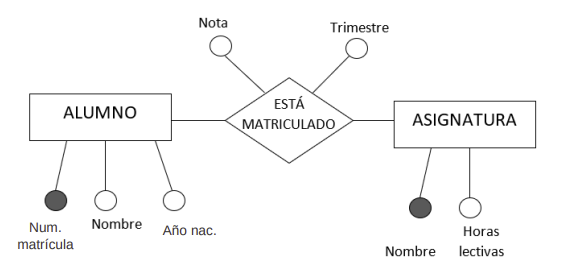 Nota
Trimestre
ALUMNO
ESTÁ
MATRICULADO
ASIGNATURA
Num.
matrícula
Nombre
Año nac.
Nombre
Horas
lectivas